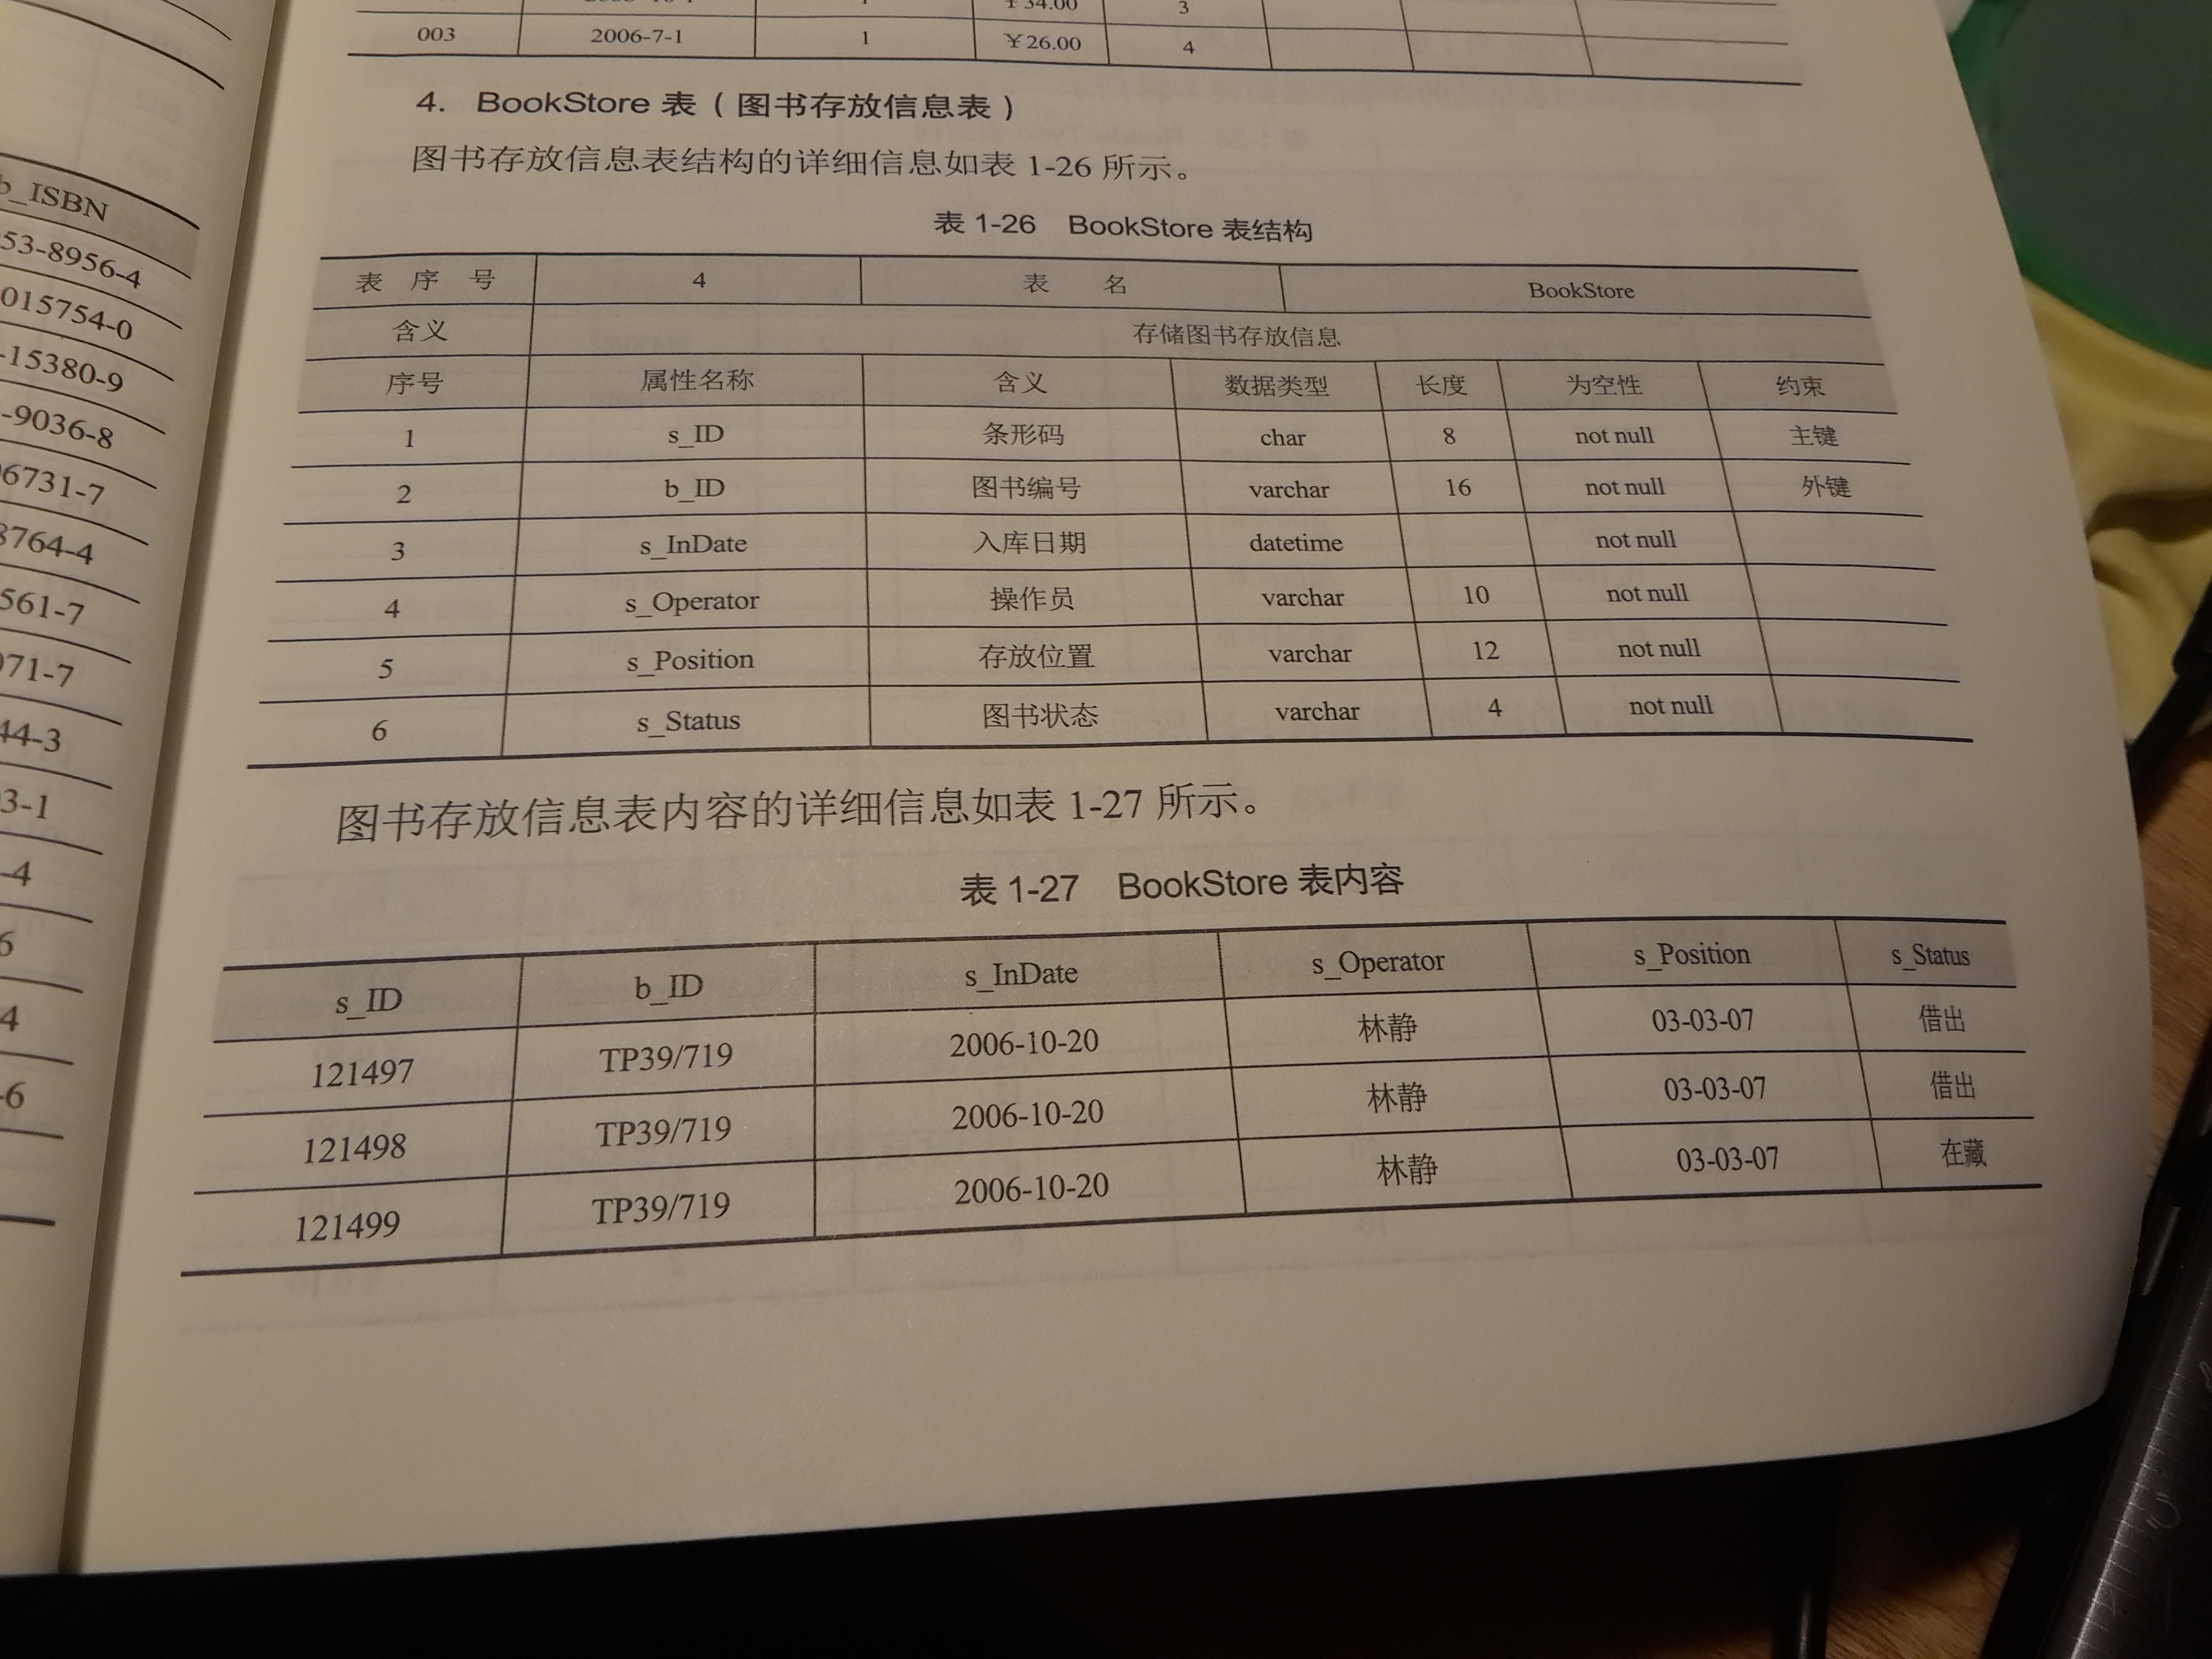 ¥34.00 3
003 2006-7-1 1 ¥26.00 4
4. BookStore 表（图书存放信息表）
图书存放信息表结构的详细信息如表 1-26 所示。
表 1-26 BookStore 表结构
表 序 号 4 表 名 BookStore
含义 存储图书存放信息
序号 属性名称 含义 数据类型 长度 为空性 约束
1 s_ID 条形码 char 8 not null 主键
2 b_ID 图书编号 varchar 16 not null 外键
3 s_InDate 入库日期 datetime not null
4 s_Operator 操作员 varchar 10 not null
5 s_Position 存放位置 varchar 12 not null
6 s_Status 图书状态 varchar 4 not null
图书存放信息表内容的详细信息如表 1-27 所示。
表 1-27 BookStore 表内容
s_ID b_ID s_InDate s_Operator s_Position s_Status
121497 TP39/719 2006-10-20 林静 03-03-07 借出
121498 TP39/719 2006-10-20 林静 03-03-07 借出
121499 TP39/719 2006-10-20 林静 03-03-07 在藏
b_ISBN
53-8956-4
015754-0
-15380-9
-9036-8
6731-7
8764-4
561-7
071-7
44-3
3-1
-4
6
4
-6